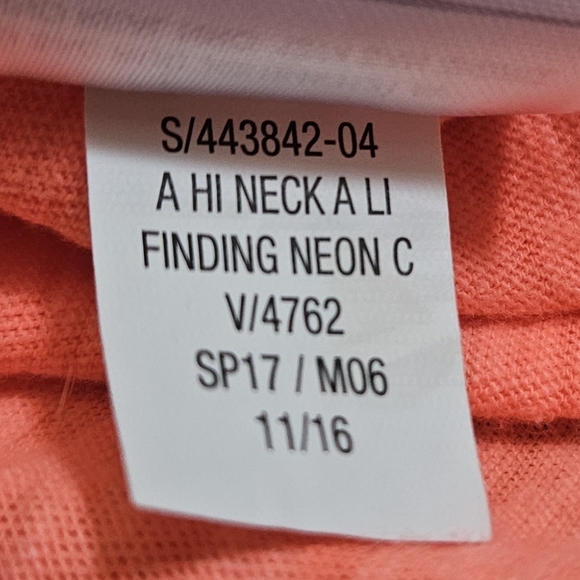 S/443842-04
A HI NECK A LI
FINDING NEON C
V/4762
SP17 / M06
11/16